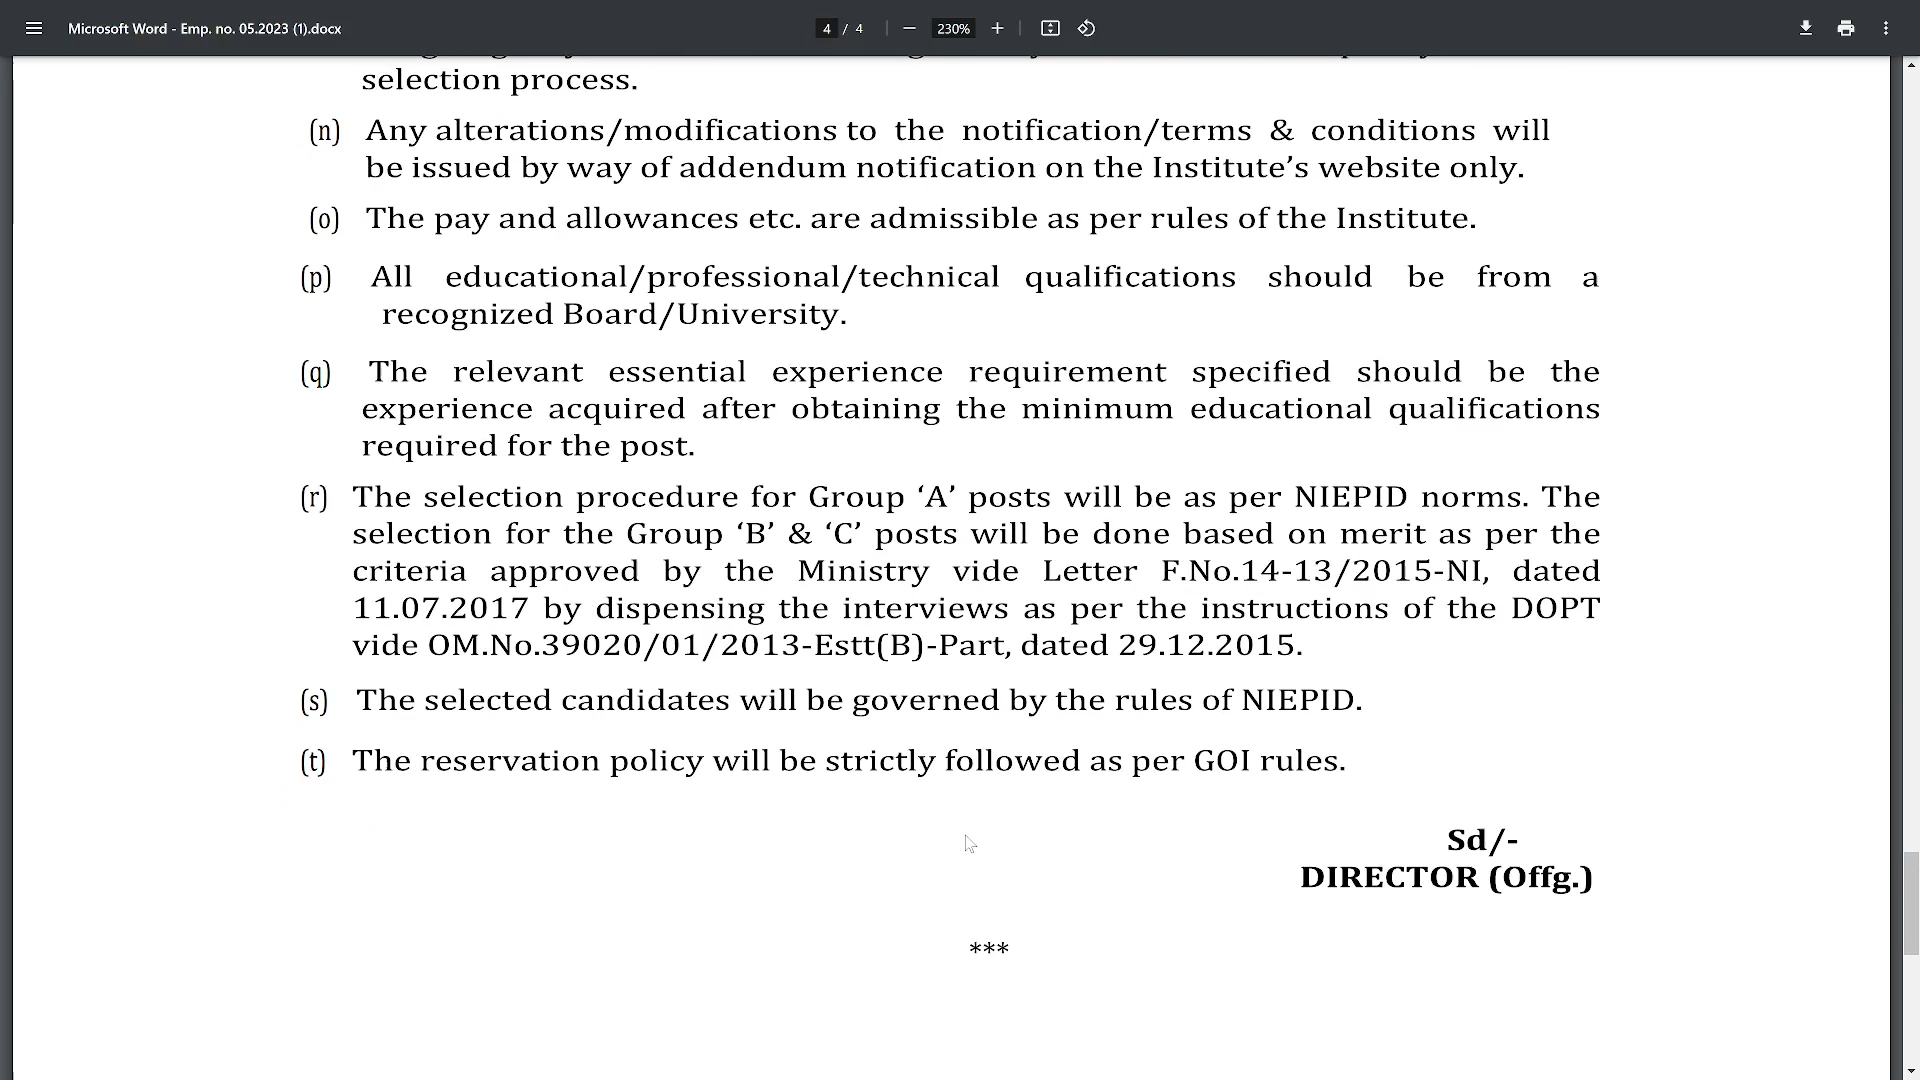 Microsoft Word - Emp. no. 05.2023 (1).docx
4 / 4
230%
selection process.
(n) Any alterations/modifications to the notification/terms & conditions will
be issued by way of addendum notification on the Institute’s website only.
(o) The pay and allowances etc. are admissible as per rules of the Institute.
(p) All educational/professional/technical qualifications should be from a
recognized Board/University.
(q) The relevant essential experience requirement specified should be the
experience acquired after obtaining the minimum educational qualifications
required for the post.
(r) The selection procedure for Group ‘A’ posts will be as per NIEPID norms. The
selection for the Group ‘B’ & ‘C’ posts will be done based on merit as per the
criteria approved by the Ministry vide Letter F.No.14-13/2015-NI, dated
11.07.2017 by dispensing the interviews as per the instructions of the DOPT
vide OM.No.39020/01/2013-Estt(B)-Part, dated 29.12.2015.
(s) The selected candidates will be governed by the rules of NIEPID.
(t) The reservation policy will be strictly followed as per GOI rules.
Sd/-
DIRECTOR (Offg.)
***